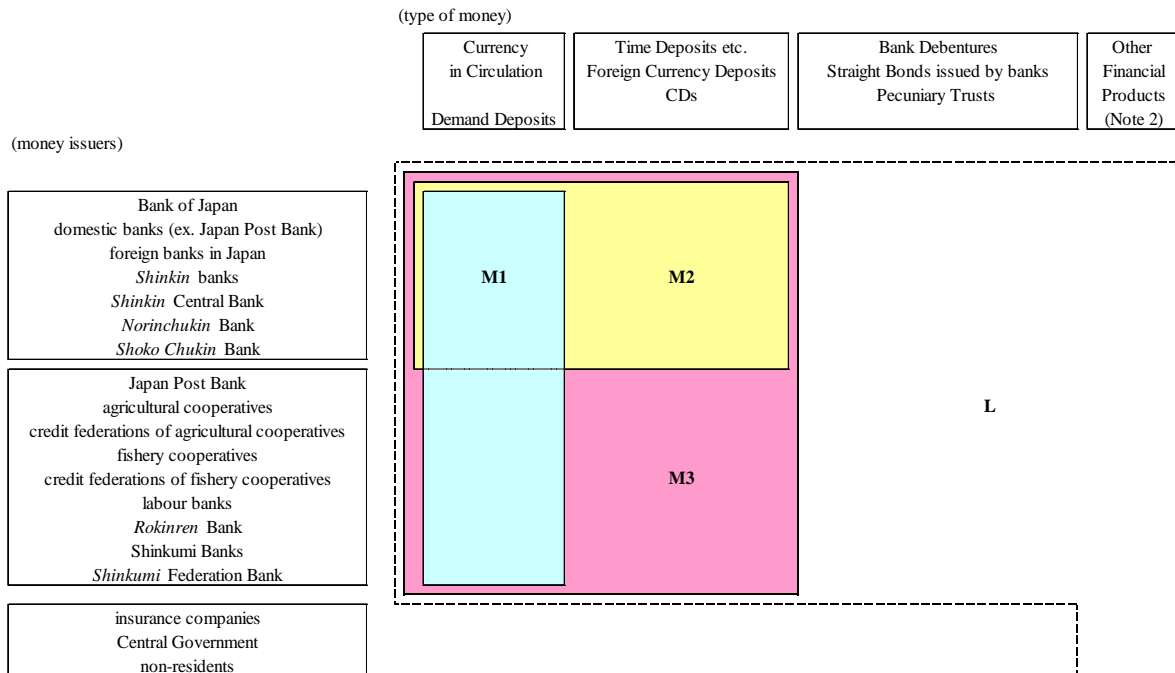 (type of money)
Currency
in Circulation
Demand Deposits
Time Deposits etc.
Foreign Currency Deposits
CDs
Bank Debentures
Straight Bonds issued by banks
Pecuniary Trusts
Other
Financial
Products
(Note 2)
(money issuers)
Bank of Japan
domestic banks (ex. Japan Post Bank)
foreign banks in Japan
Shinkin banks
Shinkin Central Bank
Norinchukin Bank
Shoko Chukin Bank
M1
M2
Japan Post Bank
agricultural cooperatives
credit federations of agricultural cooperatives
fishery cooperatives
credit federations of fishery cooperatives
labour banks
Rokinren Bank
Shinkumi Banks
Shinkumi Federation Bank
M3
L
insurance companies
Central Government
non-residents